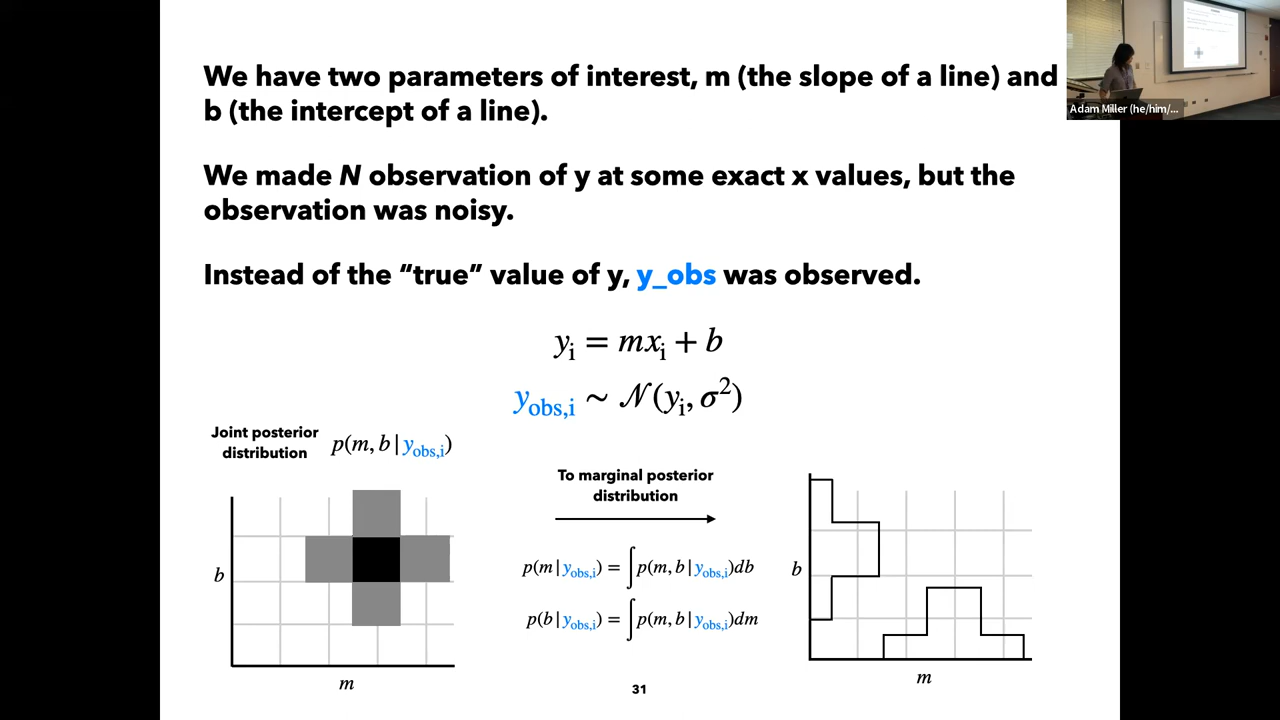 We have two parameters of interest, m (the slope of a line) and
b (the intercept of a line).
We made N observation of y at some exact x values, but the
observation was noisy.
Instead of the “true” value of y, y_obs was observed.
yᵢ = mxᵢ + b
y_obs,i ~ 𝒩(yᵢ, σ²)
Joint posterior
distribution
p(m, b | y_obs,i)
b
m
To marginal posterior
distribution
p(m | y_obs,i) = ∫ p(m, b | y_obs,i)db
p(b | y_obs,i) = ∫ p(m, b | y_obs,i)dm
b
m
31
Adam Miller (he/him/...